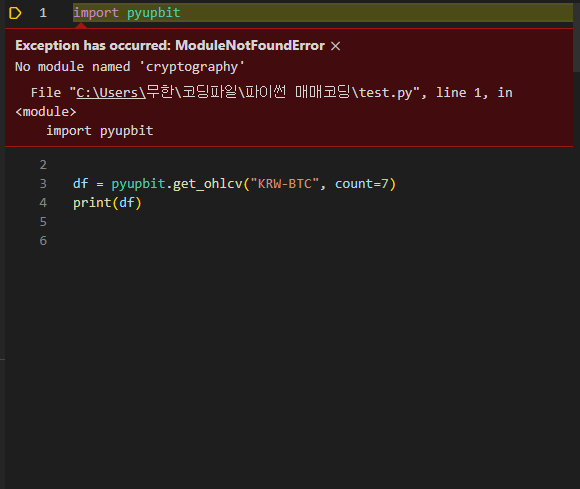 1 import pyupbit
Exception has occurred: ModuleNotFoundError ×
No module named 'cryptography'
File "C:\Users\무한\코딩파일\파이썬 매매코딩\test.py", line 1, in
<module>
import pyupbit
2
3 df = pyupbit.get_ohlcv("KRW-BTC", count=7)
4 print(df)
5
6